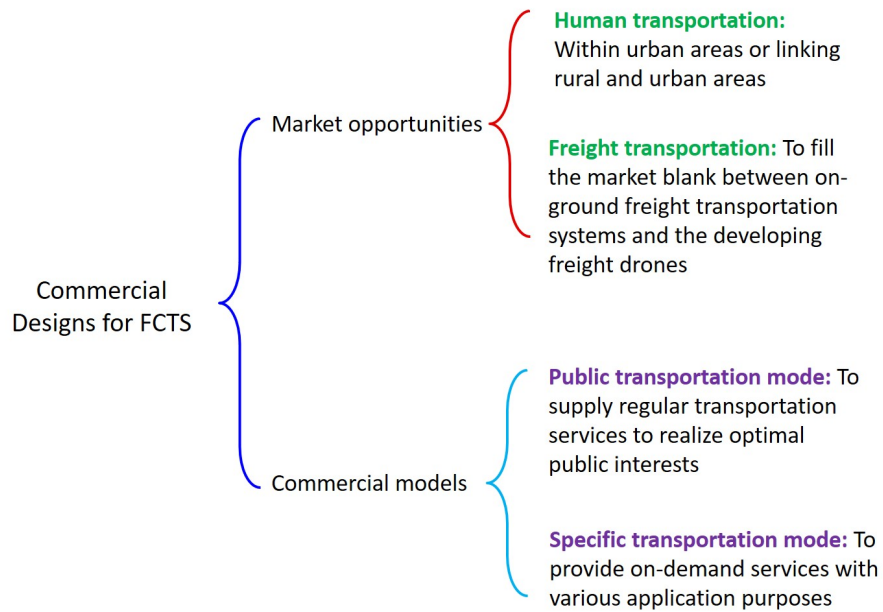 Human transportation:
Within urban areas or linking
rural and urban areas
Market opportunities
Freight transportation: To fill
the market blank between on-
ground freight transportation
systems and the developing
freight drones
Commercial
Designs for FCTS
Public transportation mode: To
supply regular transportation
services to realize optimal
public interests
Commercial models
Specific transportation mode: To
provide on-demand services with
various application purposes